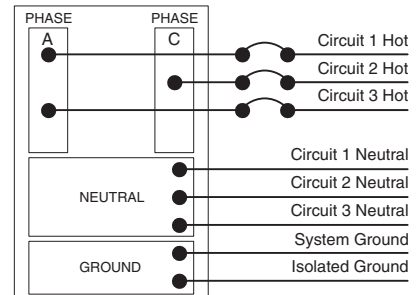 PHASE PHASE
A C
Circuit 1 Hot
Circuit 2 Hot
Circuit 3 Hot
Circuit 1 Neutral
NEUTRAL Circuit 2 Neutral
Circuit 3 Neutral
System Ground
GROUND Isolated Ground